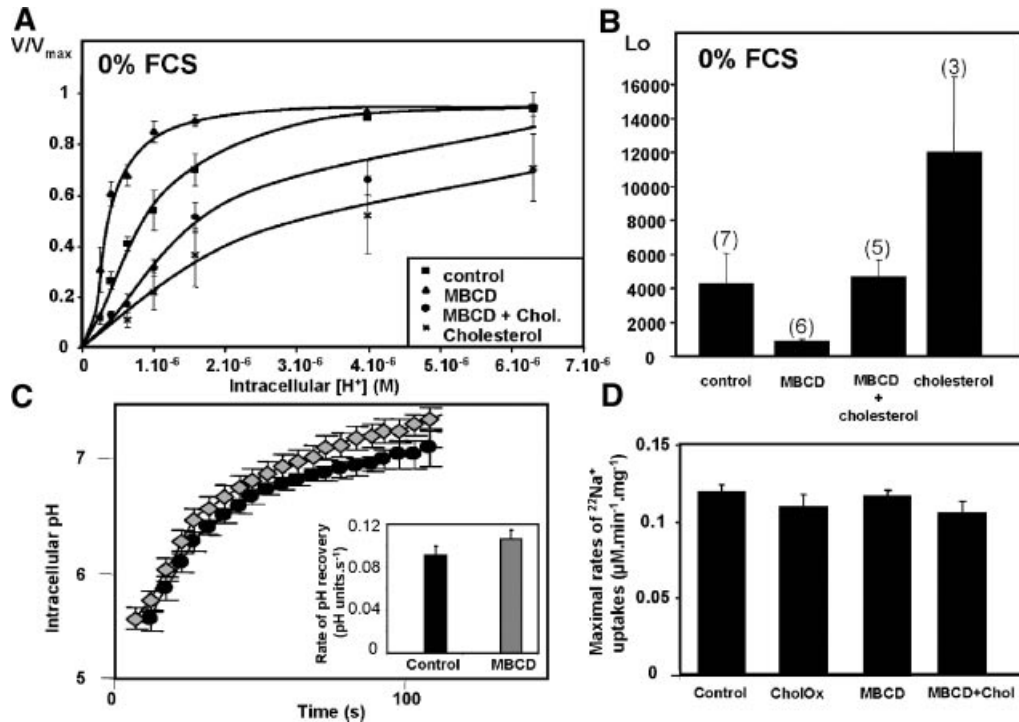 A
V/Vmax
0% FCS
1
0.8
0.6
0.4
0.2
0
0 1.10⁻⁶ 2.10⁻⁶ 3.10⁻⁶ 4.10⁻⁶ 5.10⁻⁶ 6.10⁻⁶ 7.10⁻⁶
Intracellular [H⁺] (M)
control
MBCD
MBCD + Chol.
Cholesterol
B
Lo
0% FCS
16000
14000
12000
10000
8000
6000
4000
2000
0
(7)
(6)
(5)
(3)
control MBCD MBCD + cholesterol cholesterol
C
Intracellular pH
7
6
5
0 100
Time (s)
Rate of pH recovery
(pH units.s⁻¹)
0.12
0.08
0.04
0
Control MBCD
D
Maximal rates of ²²Na⁺
uptakes (µM.min⁻¹.mg⁻¹)
0.15
0.1
0.05
0
Control CholOx MBCD MBCD+Chol